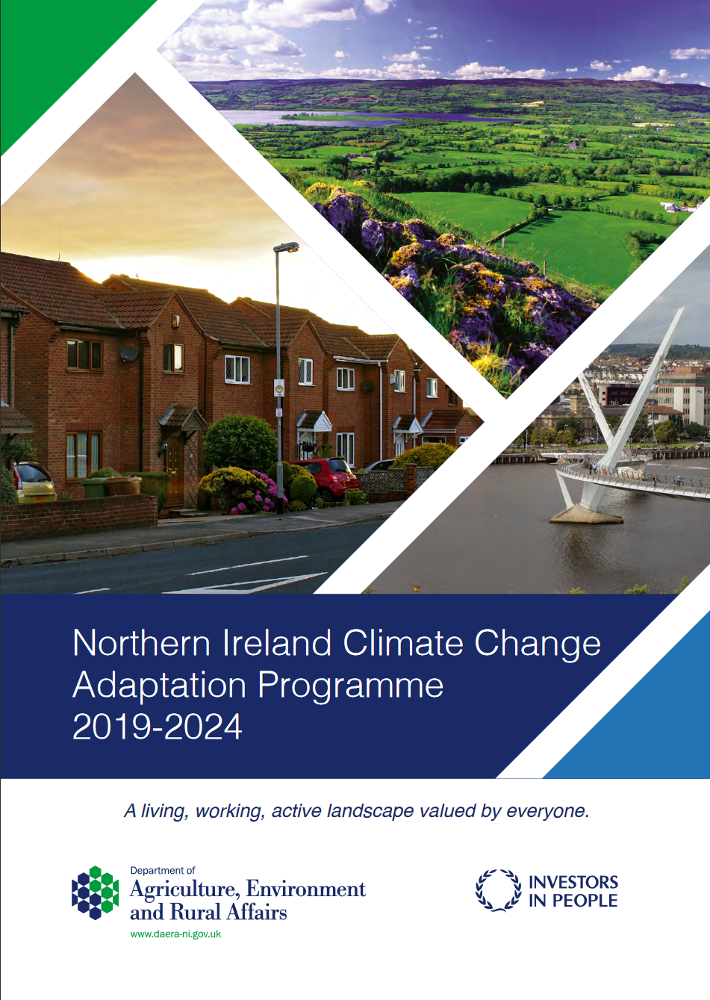 Northern Ireland Climate Change
Adaptation Programme
2019-2024
A living, working, active landscape valued by everyone.
Department of
Agriculture, Environment
and Rural Affairs
www.daera-ni.gov.uk
INVESTORS
IN PEOPLE